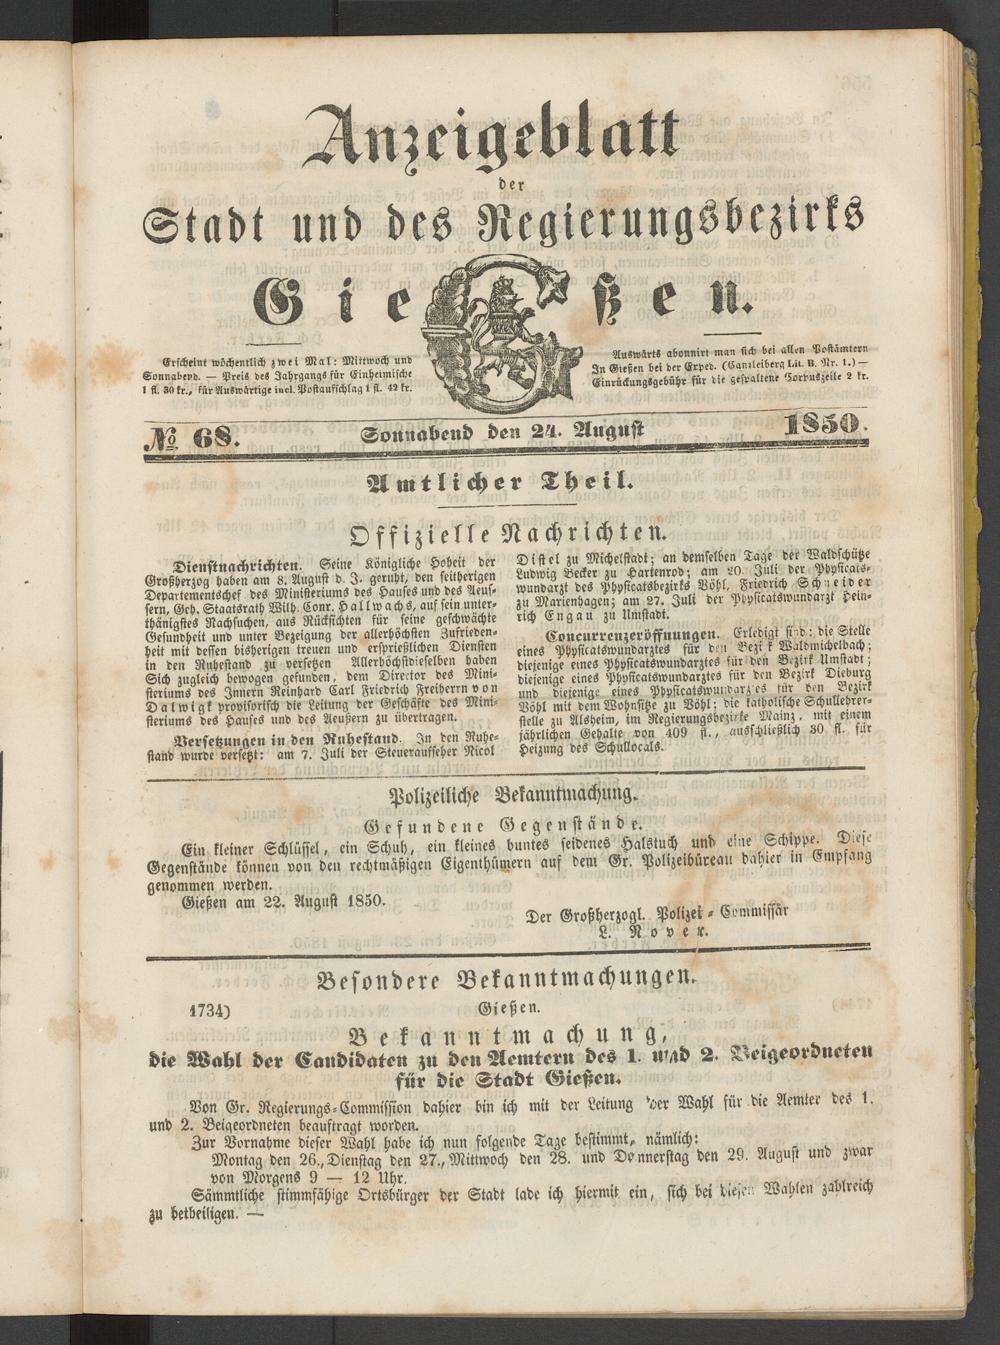 Anzeigeblatt
der
Stadt und des Regierungsbezirks
Gießen.
Erscheint wöchentlich zwei Mal: Mittwoch und
Sonnabend. — Preis des Jahrgangs für Einheimische
1 fl. 30 kr., für Auswärtige incl. Postaufschlag 1 fl. 42 kr.
Auswärts abonnirt man sich bei allen Postämtern
In Gießen bei der Exped. (Canzleiberg Lit. B. Nr. 1.) —
Einrückungsgebühr für die gespaltene Corpuszeile 2 kr.
№ 68. Sonnabend den 24. August 1850.
Amtlicher Theil.
Offizielle Nachrichten.
Dienstnachrichten. Seine Königliche Hoheit der
Großherzog haben am 8. August d. J. geruht, den seitherigen
Departementschef des Ministeriums des Hauses und des Aeus-
sern, Geh. Staatsrath Wilh. Conr. Hallwachs, auf sein unter-
thänigstes Nachsuchen, aus Rücksichten für seine geschwächte
Gesundheit und unter Bezeigung der allerhöchsten Zufrieden-
heit mit dessen bisherigen treuen und ersprießlichen Diensten
in den Ruhestand zu versetzen Allerhöchstdieselben haben
Sich zugleich bewogen gefunden, dem Director des Mini-
steriums des Innern Reinhard Carl Friedrich Freiherrn von
Dalwigk provisorisch die Leitung der Geschäfte des Mini-
steriums des Hauses und des Aeußern zu übertragen.
Versetzungen in den Ruhestand. In den Ruhe-
stand wurde versetzt: am 7. Juli der Steueraufseher Nicol
Distel zu Michelstadt; an demselben Tage der Waldschütze
Ludwig Becker zu Hartenrod; am 20. Juli der Physicats-
wundarzt des Physicatsbezirks Vöhl, Friedrich Schneider
zu Marienhagen; am 27. Juli der Physicatswundarzt Hein-
rich Engau zu Umstadt.
Concurrenzeröffnungen. Erledigt sind: die Stelle
eines Physicatswundarztes für den Bezirk Waldmichelbach;
diejenige eines Physicatswundarztes für den Bezirk Umstadt;
diejenige eines Physicatswundarztes für den Bezirk Dieburg
und diejenige eines Physicatswundarztes für den Bezirk
Vöhl mit dem Wohnsitze zu Vöhl; die katholische Schullehrer-
stelle zu Alsheim, im Regierungsbezirke Mainz, mit einem
jährlichen Gehalte von 409 fl., ausschließlich 30 fl. für
Heizung des Schullocals.
Polizeiliche Bekanntmachung.
Gefundene Gegenstände.
Ein kleiner Schlüssel, ein Schuh, ein kleines buntes seidenes Halstuch und eine Schippe. Diese
Gegenstände können von den rechtmäßigen Eigenthümern auf dem Gr. Polizeibüreau dahier in Empfang
genommen werden.
Gießen am 22. August 1850.
Der Großherzogl. Polizei-Commissär
L. Nover.
Besondere Bekanntmachungen.
1734) Gießen.
Bekanntmachung,
die Wahl der Candidaten zu den Aemtern des 1. und 2. Beigeordneten
für die Stadt Gießen.
Von Gr. Regierungs-Commission dahier bin ich mit der Leitung der Wahl für die Aemter des 1.
und 2. Beigeordneten beauftragt worden.
Zur Vornahme dieser Wahl habe ich nun folgende Tage bestimmt, nämlich:
Montag den 26., Dienstag den 27., Mittwoch den 28. und Donnerstag den 29. August und zwar
von Morgens 9 — 12 Uhr.
Sämmtliche stimmfähige Ortsbürger der Stadt lade ich hiermit ein, sich bei diesen Wahlen zahlreich
zu betheiligen. —